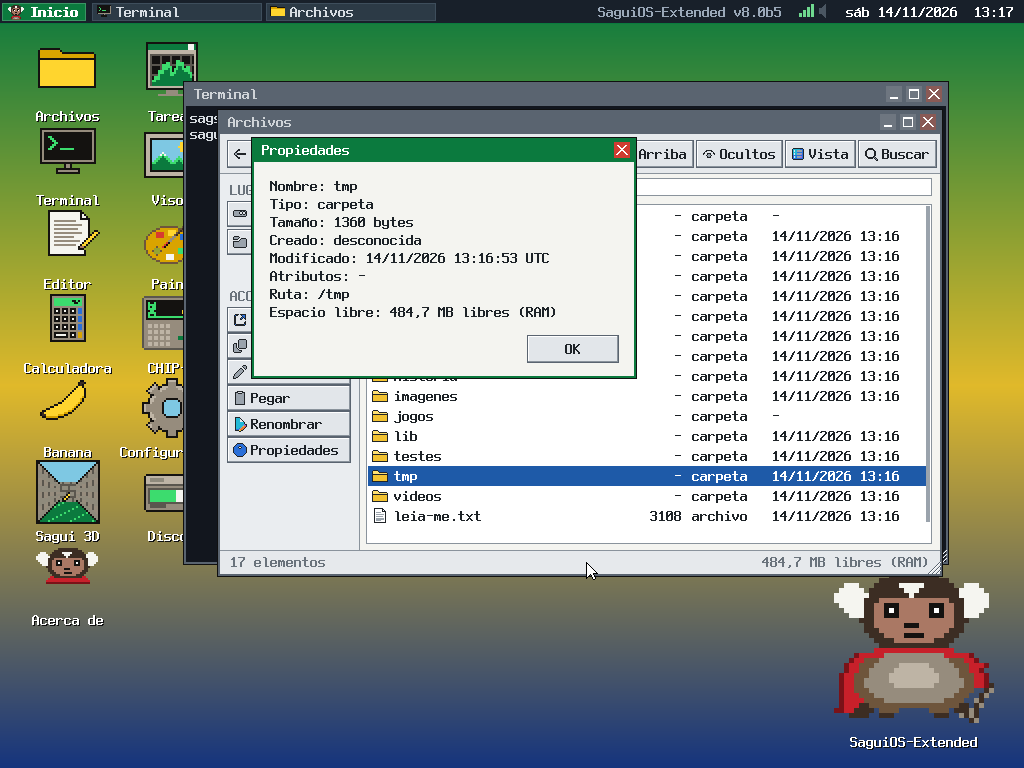 Inicio Terminal Archivos SaguiOS-Extended v8.0b5 sáb 14/11/2026 13:17
Archivos
Terminal
Editor
Calculadora
Banana
Sagui 3D
Acerca de
Terminal
Archivos
Arriba Ocultos Vista Buscar
Propiedades
Nombre: tmp
Tipo: carpeta
Tamaño: 1360 bytes
Creado: desconocida
Modificado: 14/11/2026 13:16:53 UTC
Atributos: -
Ruta: /tmp
Espacio libre: 484,7 MB libres (RAM)
OK
Pegar
Renombrar
Propiedades
- carpeta -
- carpeta 14/11/2026 13:16
- carpeta 14/11/2026 13:16
- carpeta 14/11/2026 13:16
- carpeta 14/11/2026 13:16
- carpeta 14/11/2026 13:16
- carpeta 14/11/2026 13:16
- carpeta 14/11/2026 13:16
- carpeta 14/11/2026 13:16
imagenes - carpeta 14/11/2026 13:16
jogos - carpeta -
lib - carpeta 14/11/2026 13:16
testes - carpeta 14/11/2026 13:16
tmp - carpeta 14/11/2026 13:16
videos - carpeta 14/11/2026 13:16
leia-me.txt 3108 archivo 14/11/2026 13:16
17 elementos 484,7 MB libres (RAM)
SaguiOS-Extended